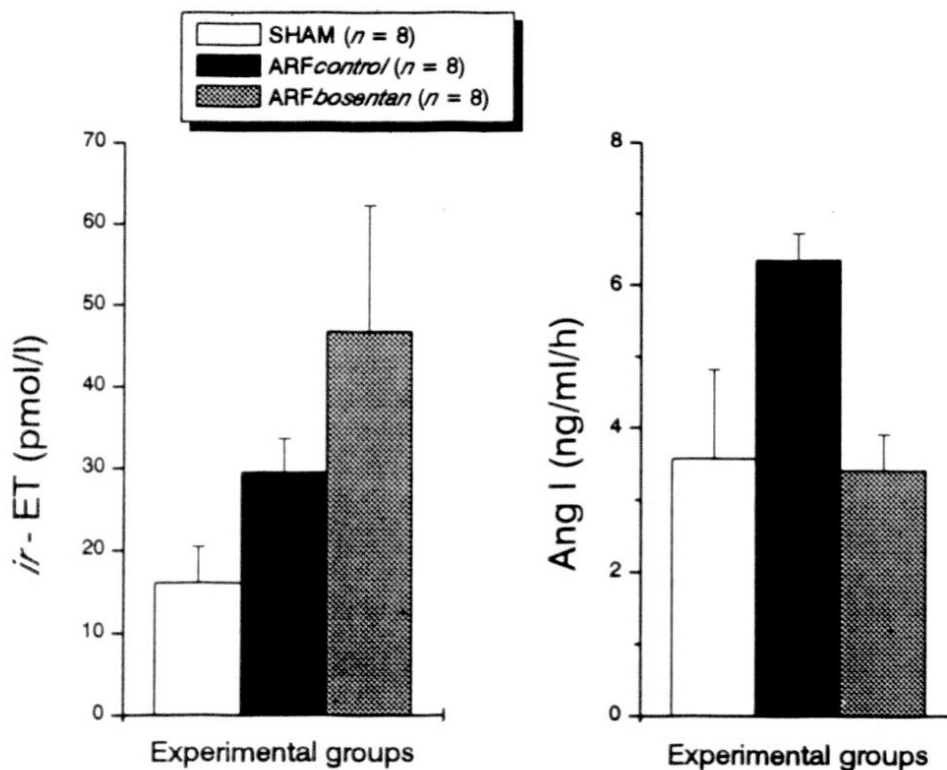 SHAM (n = 8)
ARFcontrol (n = 8)
ARFbosentan (n = 8)
70
60
50
40
30
20
10
0
ir - ET (pmol/l)
Experimental groups
8
6
4
2
0
Ang I (ng/ml/h)
Experimental groups